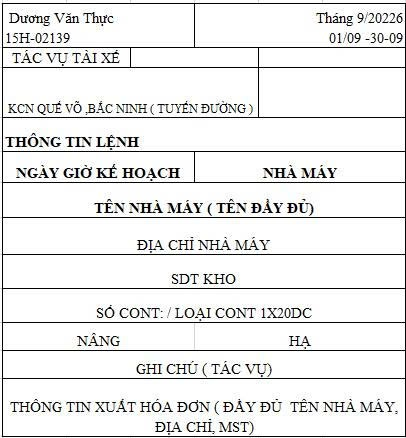 Dương Văn Thực Tháng 9/20226
15H-02139 01/09 -30-09
TÁC VỤ TÀI XẾ
KCN QUẾ VÕ ,BẮC NINH ( TUYẾN ĐƯỜNG )
THÔNG TIN LỆNH
NGÀY GIỜ KẾ HOẠCH NHÀ MÁY
TÊN NHÀ MÁY ( TÊN ĐẦY ĐỦ)
ĐỊA CHỈ NHÀ MÁY
SDT KHO
SỐ CONT: / LOẠI CONT 1X20DC
NÂNG HẠ
GHI CHÚ ( TÁC VỤ)
THÔNG TIN XUẤT HÓA ĐƠN ( ĐẦY ĐỦ TÊN NHÀ MÁY,
ĐỊA CHỈ, MST)